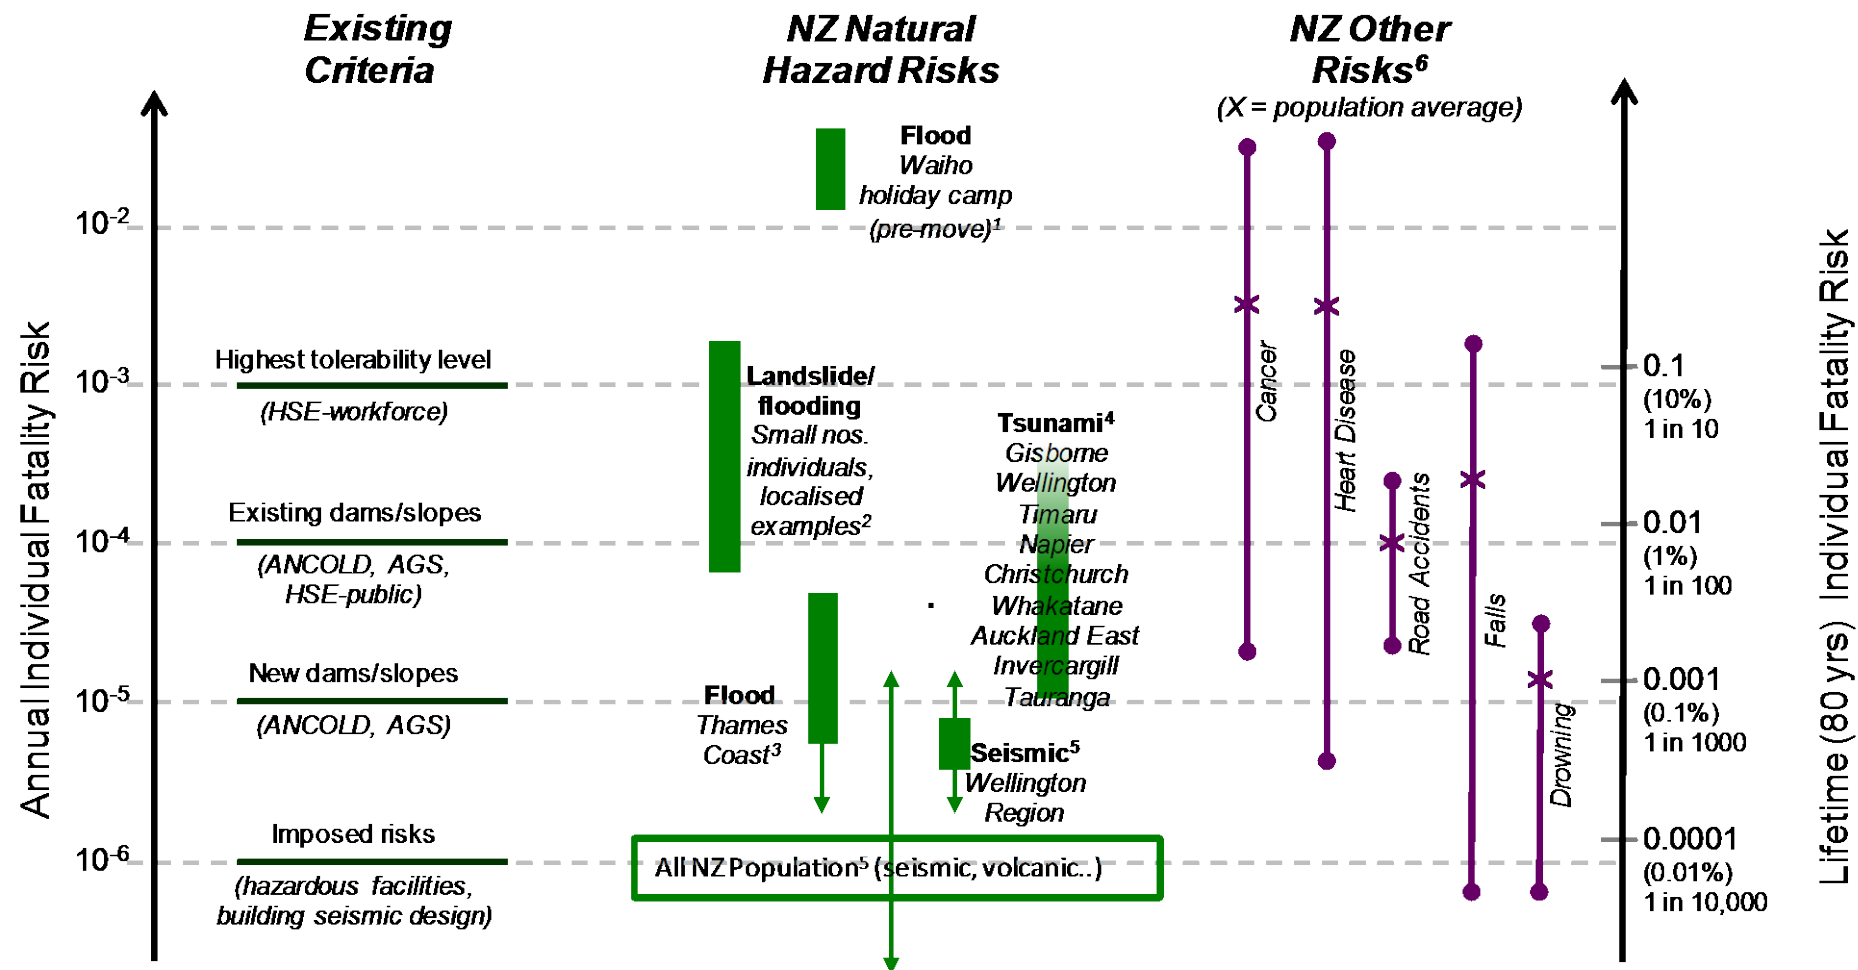 Existing
Criteria
NZ Natural
Hazard Risks
NZ Other
Risks⁶
(X = population average)
Annual Individual Fatality Risk
10⁻²
10⁻³
10⁻⁴
10⁻⁵
10⁻⁶
Highest tolerability level
(HSE-workforce)
Existing dams/slopes
(ANCOLD, AGS,
HSE-public)
New dams/slopes
(ANCOLD, AGS)
Imposed risks
(hazardous facilities,
building seismic design)
Flood
Waiho
holiday camp
(pre-move)¹
Landslide/
flooding
Small nos.
individuals,
localised
examples²
Tsunami⁴
Gisborne
Wellington
Timaru
Napier
Christchurch
Whakatane
Auckland East
Invercargill
Tauranga
Flood
Thames
Coast³
Seismic⁵
Wellington
Region
All NZ Population⁵ (seismic, volcanic..)
Cancer
Heart Disease
Road Accidents
Falls
Drowning
0.1
(10%)
1 in 10
0.01
(1%)
1 in 100
0.001
(0.1%)
1 in 1000
0.0001
(0.01%)
1 in 10,000
Lifetime (80 yrs) Individual Fatality Risk